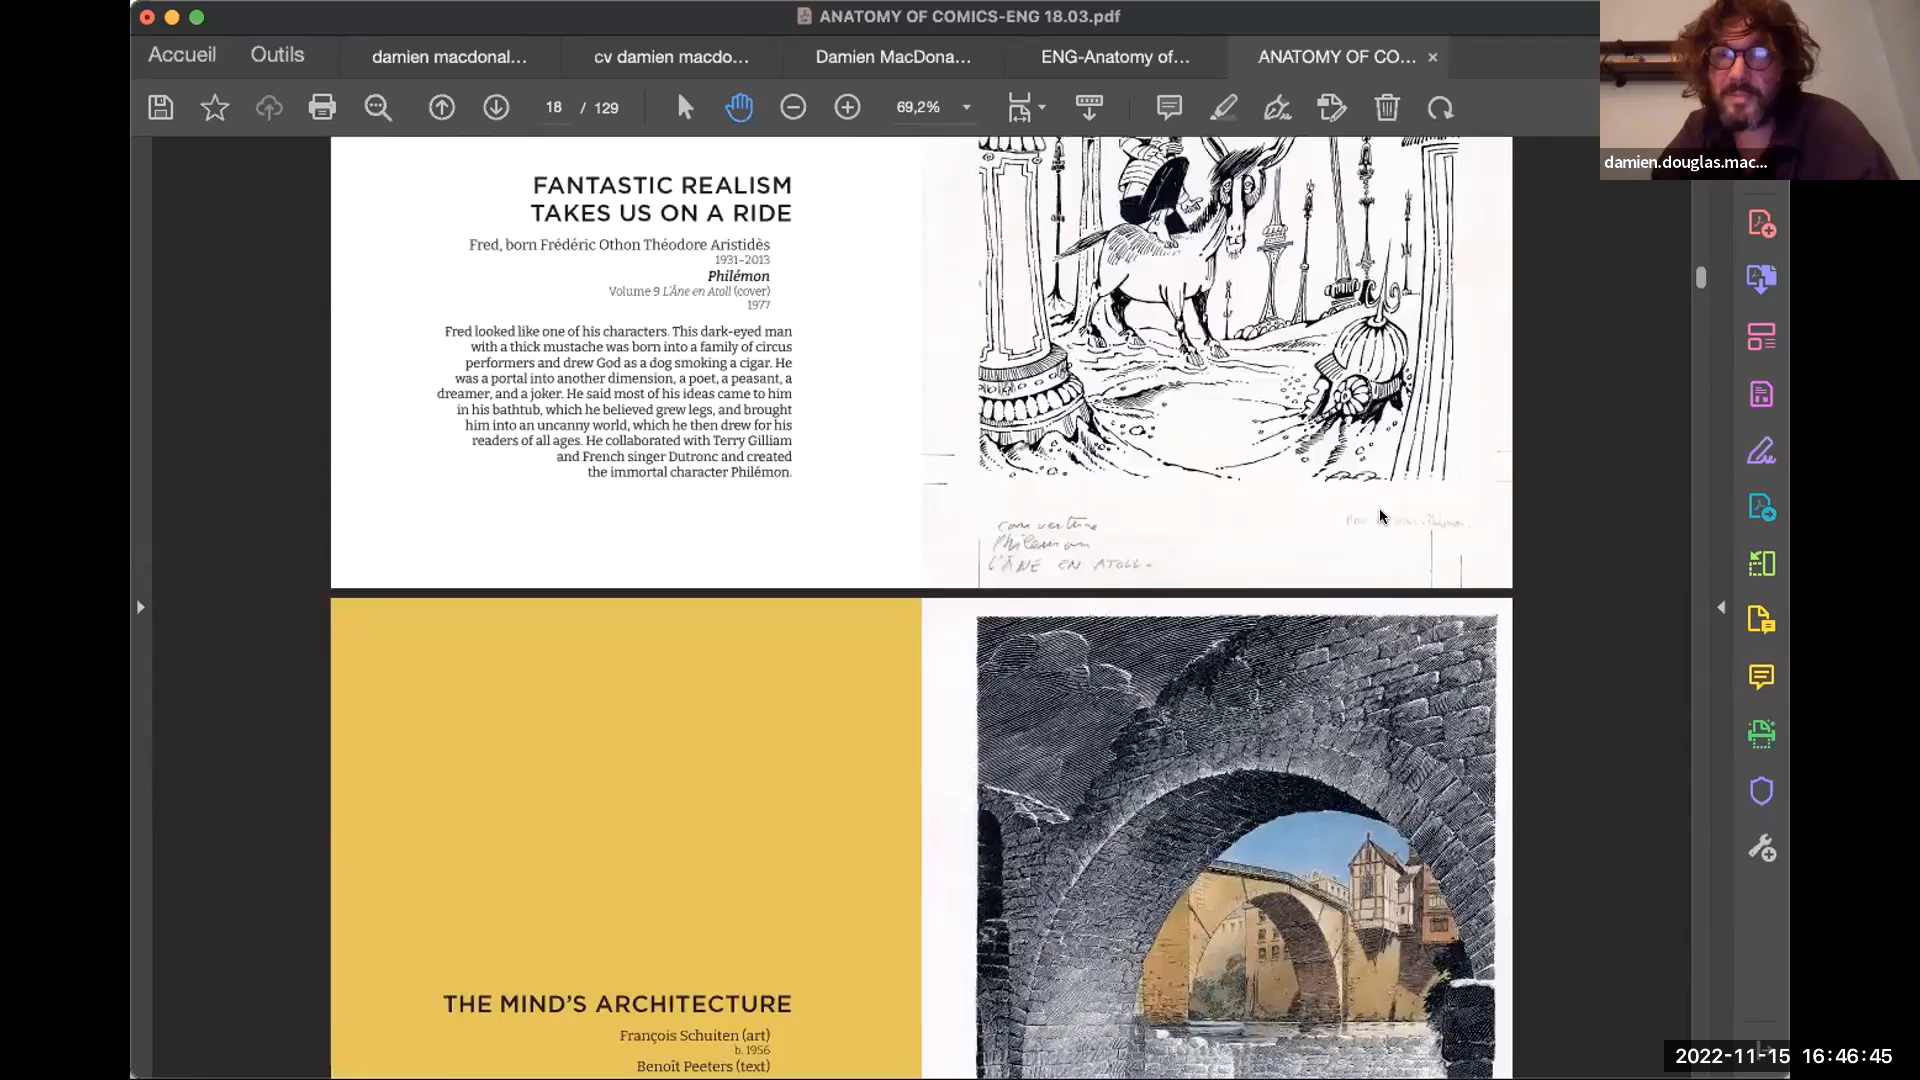 ANATOMY OF COMICS-ENG 18.03.pdf
Accueil
Outils
damien macdonal...
cv damien macdo...
Damien MacDona...
ENG-Anatomy of...
ANATOMY OF CO...
18 / 129
69,2%
damien.douglas.mac...
FANTASTIC REALISM
TAKES US ON A RIDE
Fred, born Frédéric Othon Théodore Aristidès
1931–2013
Philémon
Volume 9 L'Âne en Atoll (cover)
1977
Fred looked like one of his characters. This dark-eyed man
with a thick mustache was born into a family of circus
performers and drew God as a dog smoking a cigar. He
was a portal into another dimension, a poet, a peasant, a
dreamer, and a joker. He said most of his ideas came to him
in his bathtub, which he believed grew legs, and brought
him into an uncanny world, which he then drew for his
readers of all ages. He collaborated with Terry Gilliam
and French singer Dutronc and created
the immortal character Philémon.
couverture
Philemon
L'ÂNE EN ATOLL-
THE MIND'S ARCHITECTURE
François Schuiten (art)
b. 1956
Benoît Peeters (text)
2022-11-15 16:46:45